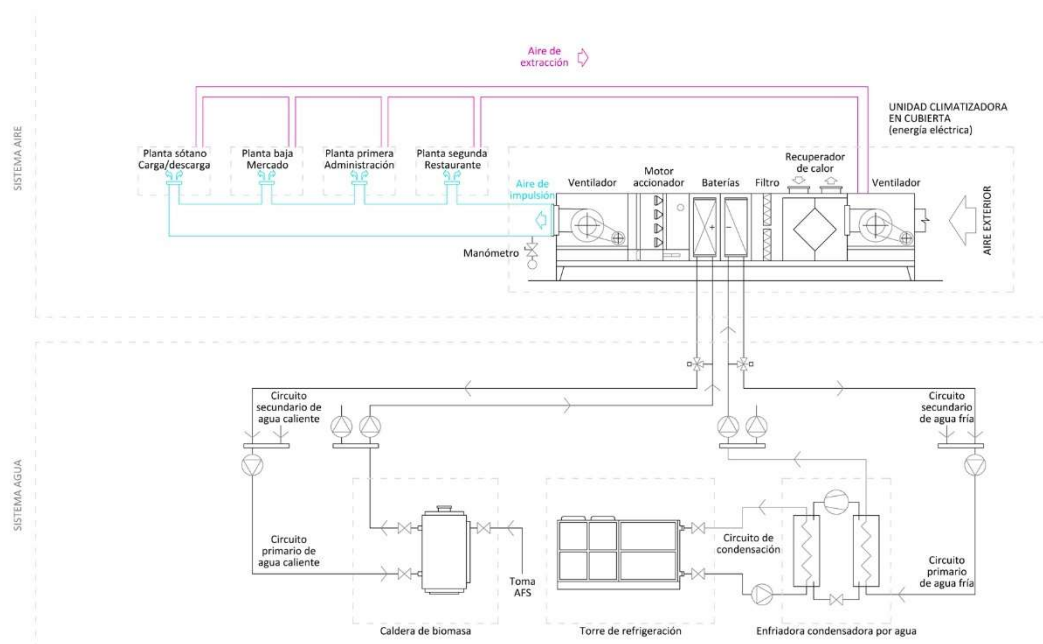 Aire de
extracción
UNIDAD CLIMATIZADORA
EN CUBIERTA
(energía eléctrica)
SISTEMA AIRE
Planta sótano
Carga/descarga
Planta baja
Mercado
Planta primera
Administración
Planta segunda
Restaurante
Aire de
impulsión
Ventilador
Motor
accionador
Baterías
Filtro
Recuperador
de calor
Ventilador
AIRE EXTERIOR
Manómetro
+
-
SISTEMA AGUA
Circuito
secundario de
agua caliente
Circuito
secundario
de agua fría
Circuito
primario de
agua caliente
Toma
AFS
Circuito de
condensación
Circuito
primario
de agua fría
Caldera de biomasa
Torre de refrigeración
Enfriadora condensadora por agua